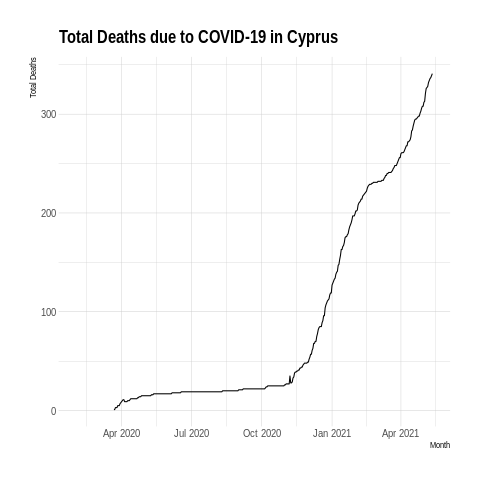 Total Deaths due to COVID-19 in Cyprus
Total Deaths
300
200
100
0
Apr 2020 Jul 2020 Oct 2020 Jan 2021 Apr 2021
Month